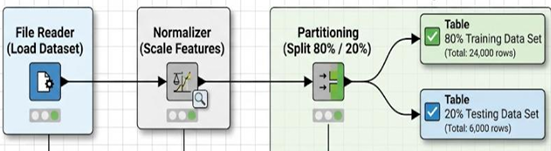 File Reader
(Load Dataset)
Normalizer
(Scale Features)
Partitioning
(Split 80% / 20%)
Table
80% Training Data Set
(Total: 24,000 rows)
Table
20% Testing Data Set
(Total: 6,000 rows)